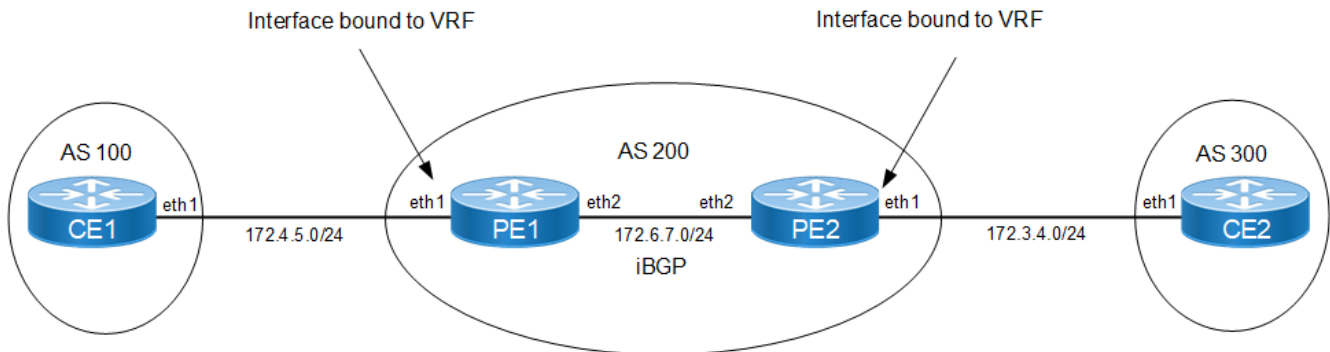 Interface bound to VRF
Interface bound to VRF
AS 100
AS 200
AS 300
eth1
eth1
eth2
eth2
eth1
eth1
CE1
PE1
PE2
CE2
172.4.5.0/24
172.6.7.0/24
172.3.4.0/24
iBGP